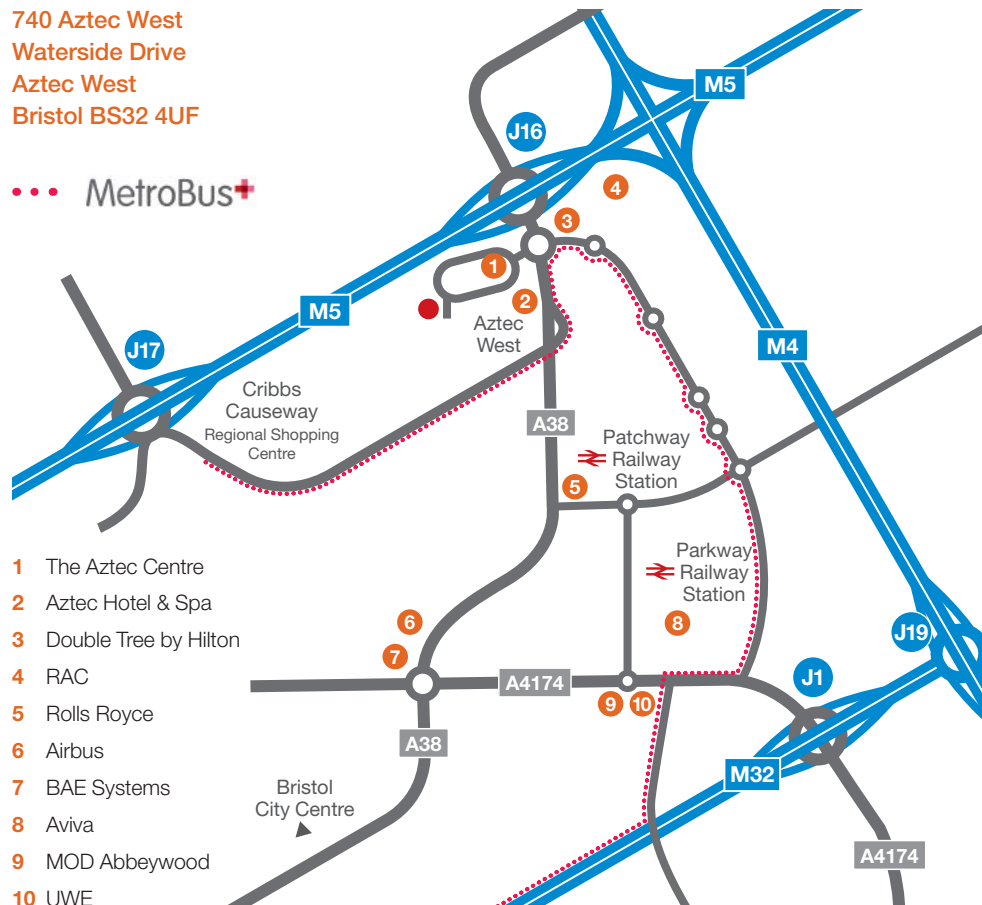 740 Aztec West
Waterside Drive
Aztec West
Bristol BS32 4UF
MetroBus
M5
J16
4
3
1
2
Aztec
West
M5
J17
M4
Cribbs
Causeway
Regional Shopping
Centre
A38
Patchway
Railway
Station
5
Parkway
Railway
Station
8
6
7
J19
J1
A4174
9
10
A38
M32
Bristol
City Centre
A4174
1 The Aztec Centre
2 Aztec Hotel & Spa
3 Double Tree by Hilton
4 RAC
5 Rolls Royce
6 Airbus
7 BAE Systems
8 Aviva
9 MOD Abbeywood
10 UWE